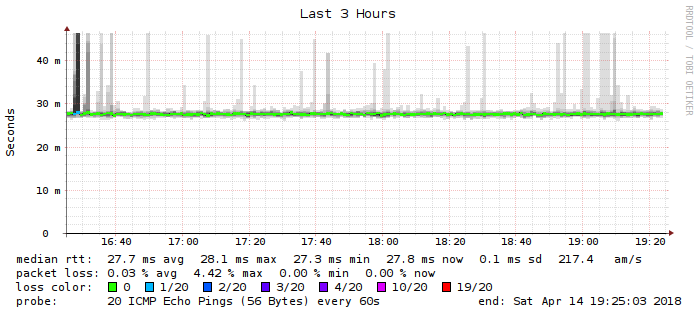 Last 3 Hours
RRDTOOL / TOBI OETIKER
Seconds
40 m
30 m
20 m
10 m
0
16:40 17:00 17:20 17:40 18:00 18:20 18:40 19:00 19:20
median rtt: 27.7 ms avg 28.1 ms max 27.3 ms min 27.8 ms now 0.1 ms sd 217.4 am/s
packet loss: 0.03 % avg 4.42 % max 0.00 % min 0.00 % now
loss color: 0 1/20 2/20 3/20 4/20 10/20 19/20
probe: 20 ICMP Echo Pings (56 Bytes) every 60s end: Sat Apr 14 19:25:03 2018